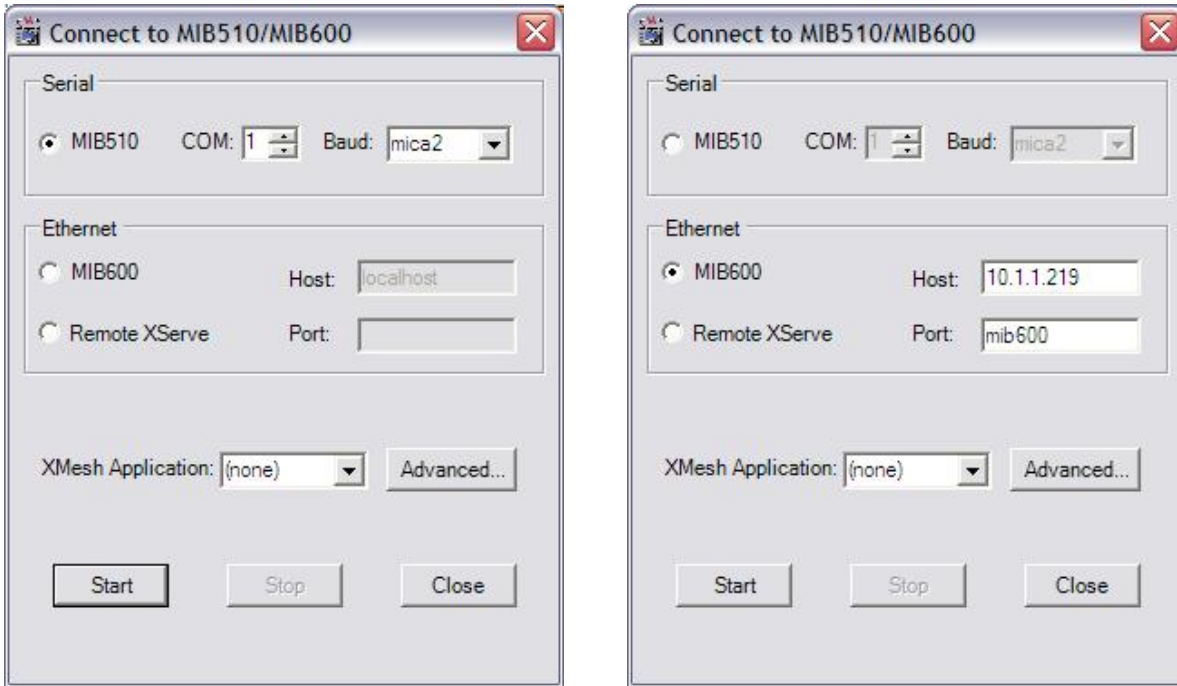 Connect to MIB510/MIB600
Serial
MIB510 COM: 1 Baud: mica2
Ethernet
MIB600 Host: localhost
Remote XServe Port:
XMesh Application: (none) Advanced...
Start Stop Close
Connect to MIB510/MIB600
Serial
MIB510 COM: 1 Baud: mica2
Ethernet
MIB600 Host: 10.1.1.219
Remote XServe Port: mib600
XMesh Application: (none) Advanced...
Start Stop Close